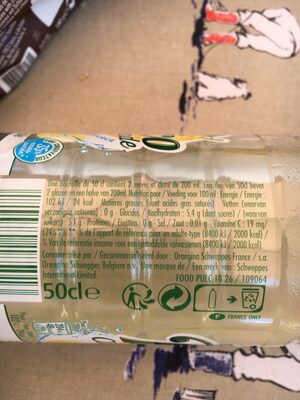 Une bouteille de 50 cl contient 2 verres et demi de 200 ml. Een fles van 50cl bevat
2 glazen en een halve van 200ml. Nutrition pour / Voeding voor 100 ml : Energie / Energie :
102 kJ / 24 kcal - Matières grasses (dont acides gras saturés) / Vetten (waarvan
verzadigde vetzuren) : 0 g - Glucides / Koolhydraten : 5,4 g (dont sucres) / (waarvan
suikers) : 5,1 g - Protéines / Eiwitten : 0 g - Sel / Zout : 0,01 g - Vitamine C : 19 mg
(24% *). * % de l'apport de référence pour un adulte-type (8400 kJ / 2000 kcal) /
% van de referentie-inname voor een gemiddelde volwassenen (8400 kJ / 2000 kcal).
Commercialisée par / Gecommercialiseerd door : Orangina Schweppes France / s.a.
Orangina Schweppes Belgium n.v. Une marque de / Een merk van : Schweppes
International Limited.
FOOD PULC 1B 26 / 109064
50cl e
FRANCE ONLY